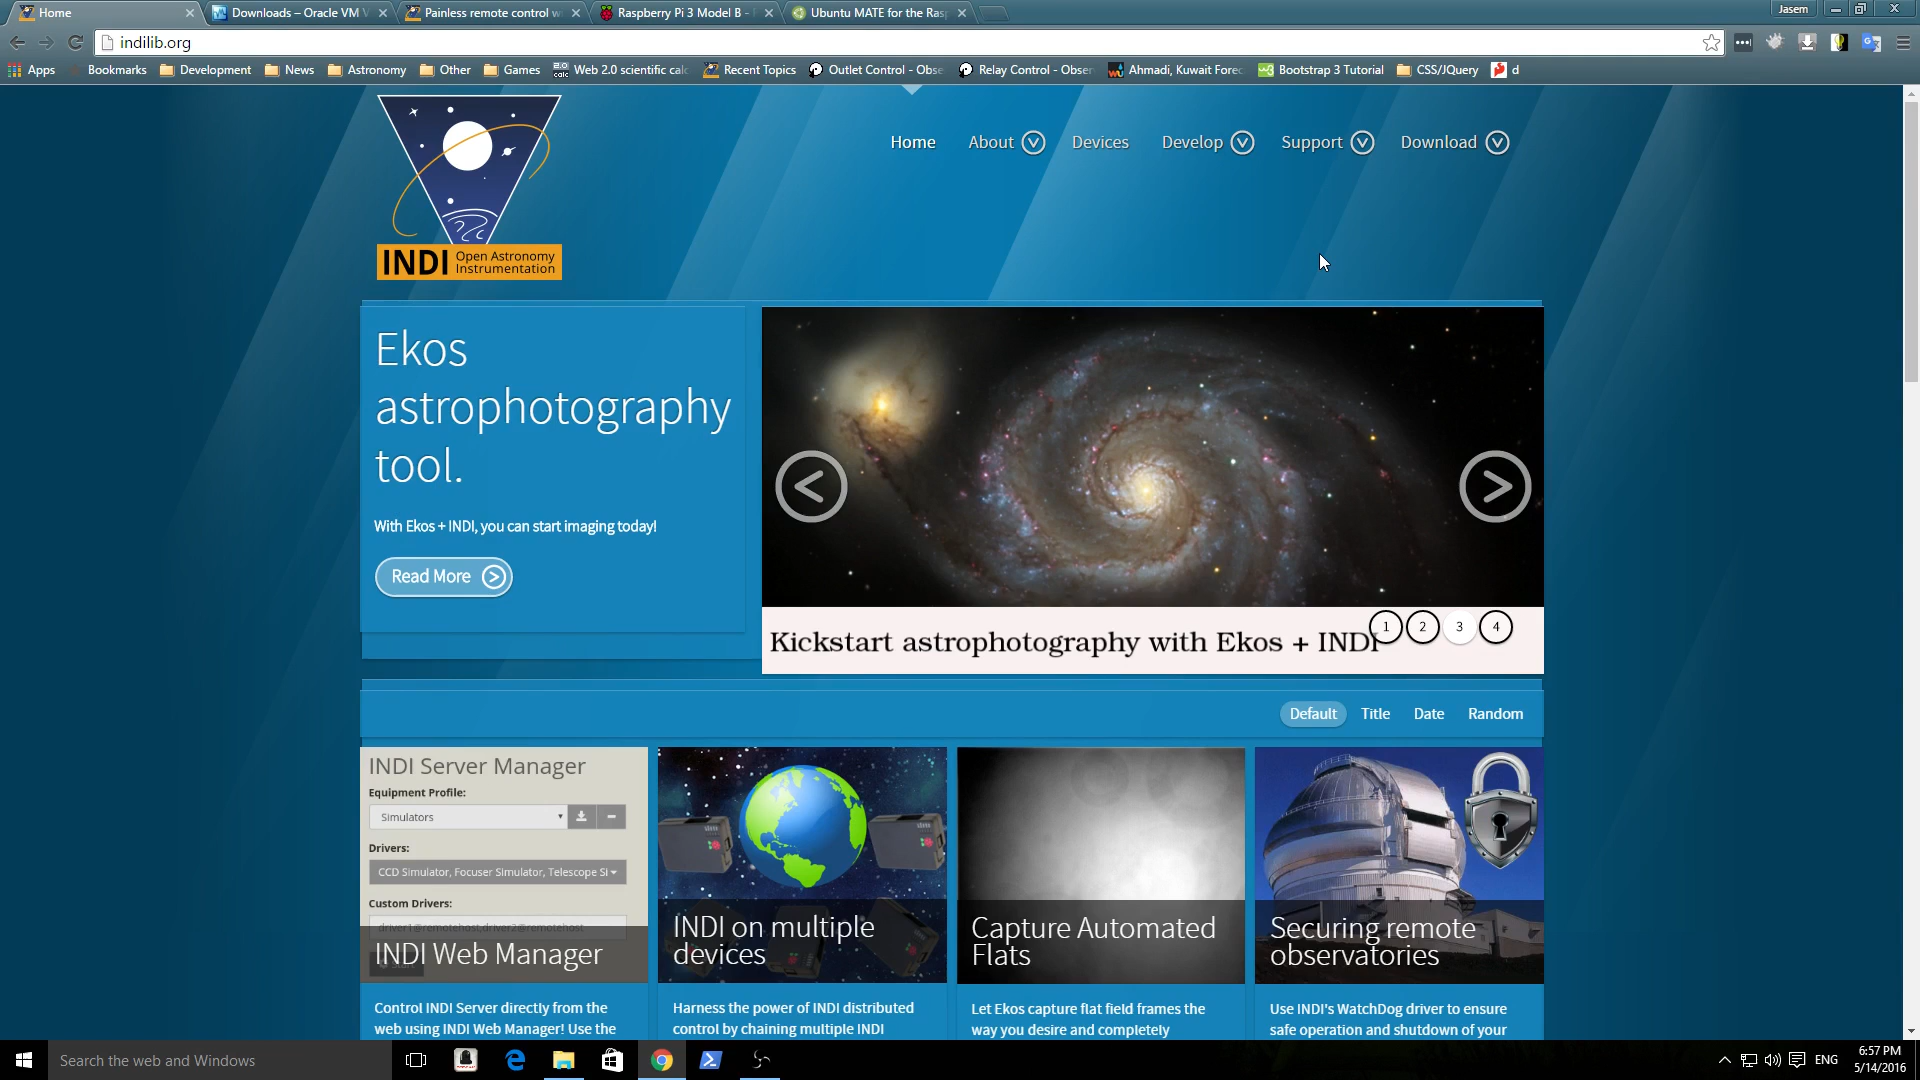 Home
Downloads – Oracle VM V
Painless remote control w
Raspberry Pi 3 Model B -
Ubuntu MATE for the Rasp
Jasem
indilib.org
Apps
Bookmarks
Development
News
Astronomy
Other
Games
Web 2.0 scientific calc
Recent Topics
Outlet Control - Obse
Relay Control - Obser
Ahmadi, Kuwait Forec
Bootstrap 3 Tutorial
CSS/JQuery
d
Home
About
Devices
Develop
Support
Download
INDI Open Astronomy
Instrumentation
Ekos
astrophotography
tool.
With Ekos + INDI, you can start imaging today!
Read More
Kickstart astrophotography with Ekos + INDI
1 2 3 4
Default
Title
Date
Random
INDI Server Manager
Equipment Profile:
Simulators
Drivers:
CCD Simulator, Focuser Simulator, Telescope Si
Custom Drivers:
driver1@remotehost,driver2@remotehost
INDI Web Manager
Control INDI Server directly from the
web using INDI Web Manager! Use the
INDI on multiple
devices
Harness the power of INDI distributed
control by chaining multiple INDI
Capture Automated
Flats
Let Ekos capture flat field frames the
way you desire and completely
Securing remote
observatories
Use INDI's WatchDog driver to ensure
safe operation and shutdown of your
Search the web and Windows
ENG
6:57 PM
5/14/2016